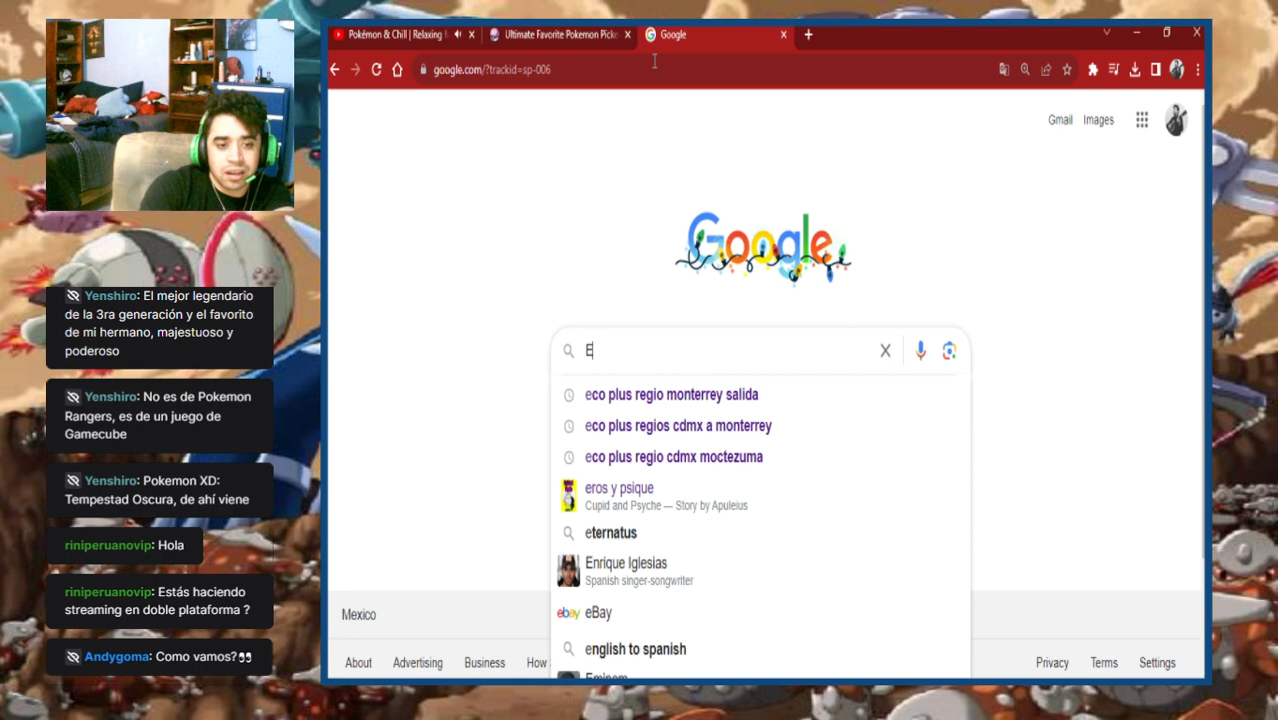 Pokémon & Chill | Relaxing
Ultimate Favorite Pokemon Picke
Google
google.com/?trackid=sp-006
Gmail Images
Google
E
eco plus regio monterrey salida
eco plus regios cdmx a monterrey
eco plus regio cdmx moctezuma
eros y psique
Cupid and Psyche — Story by Apuleius
eternatus
Enrique Iglesias
Spanish singer-songwriter
ebay eBay
english to spanish
Eminem
Mexico
About Advertising Business How
Privacy Terms Settings
Yenshiro: El mejor legendario
de la 3ra generación y el favorito
de mi hermano, majestuoso y
poderoso
Yenshiro: No es de Pokemon
Rangers, es de un juego de
Gamecube
Yenshiro: Pokemon XD:
Tempestad Oscura, de ahí viene
riniperuanovip: Hola
riniperuanovip: Estás haciendo
streaming en doble plataforma ?
Andygoma: Como vamos?👀